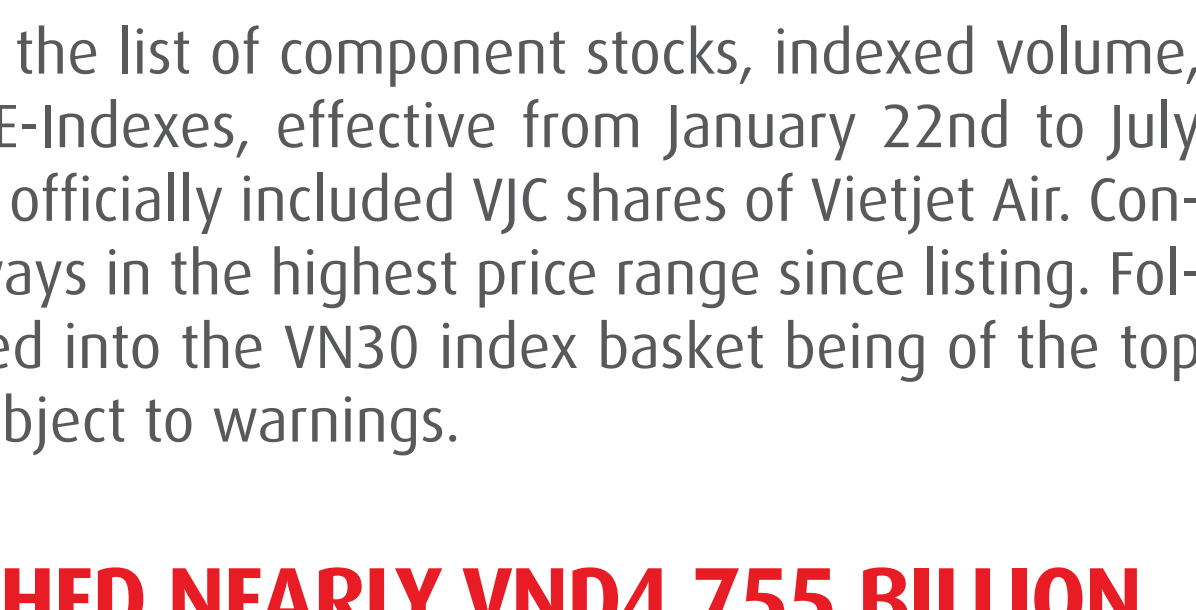 the list of component stocks, indexed volume,
E-Indexes, effective from January 22nd to July
officially included VJC shares of Vietjet Air. Con-
ways in the highest price range since listing. Fol-
ed into the VN30 index basket being of the top
bject to warnings.
HED NEARLY VND4,755 BILLION